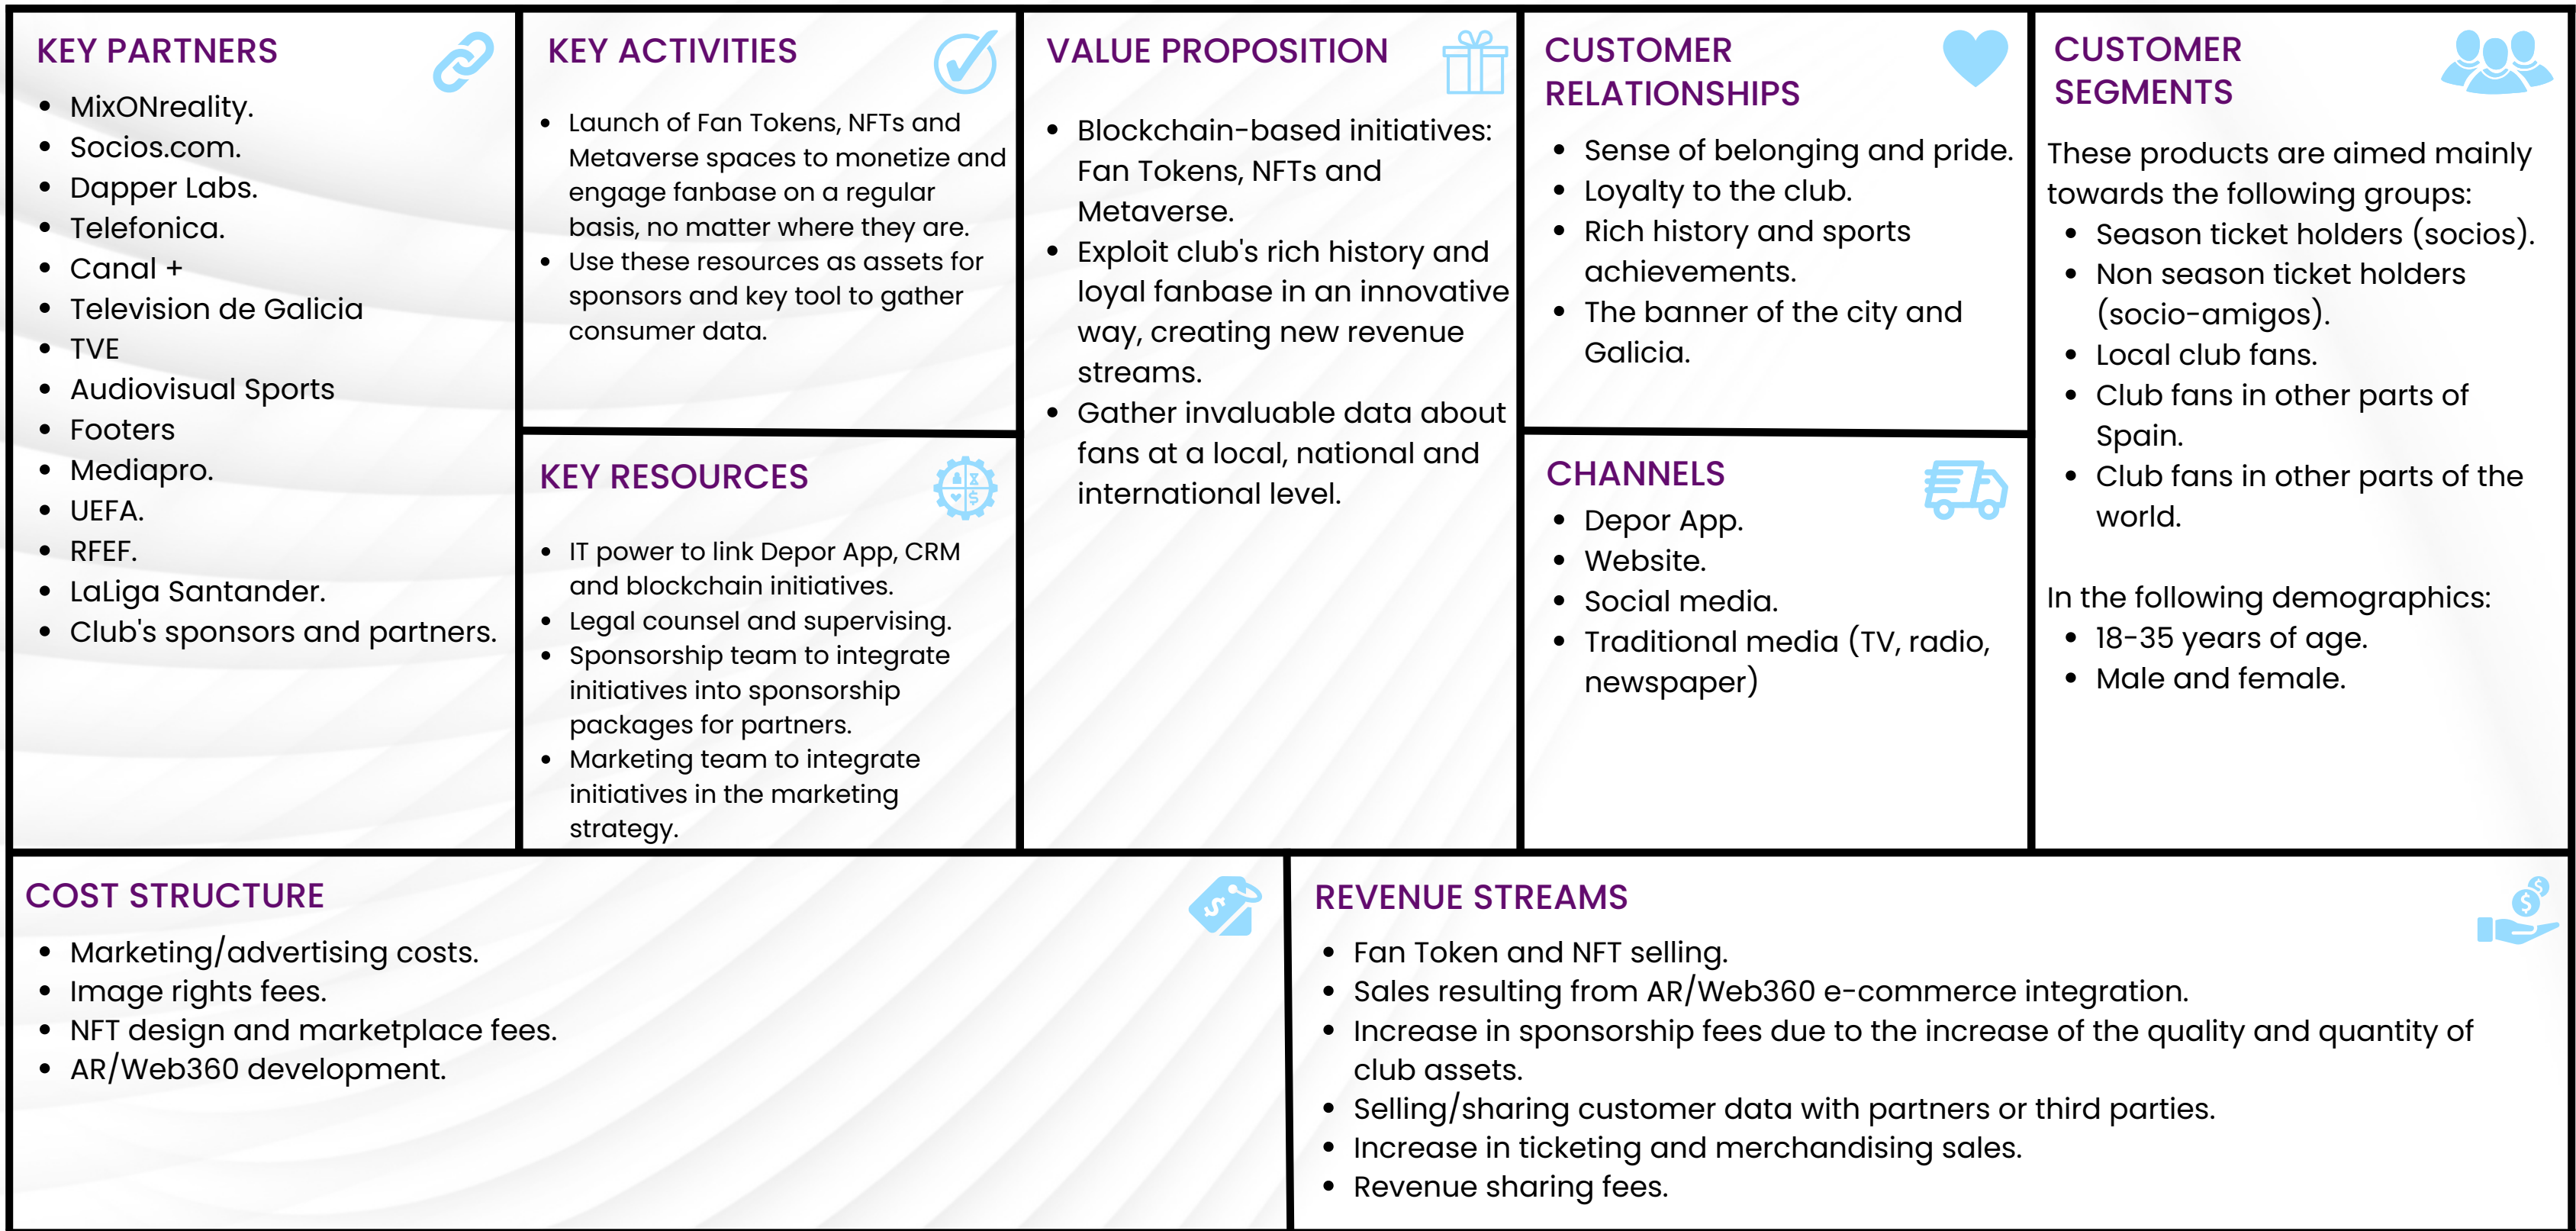 KEY PARTNERS
• MixONreality.
• Socios.com.
• Dapper Labs.
• Telefonica.
• Canal +
• Television de Galicia
• TVE
• Audiovisual Sports
• Footers
• Mediapro.
• UEFA.
• RFEF.
• LaLiga Santander.
• Club's sponsors and partners.
KEY ACTIVITIES
• Launch of Fan Tokens, NFTs and
Metaverse spaces to monetize and
engage fanbase on a regular
basis, no matter where they are.
• Use these resources as assets for
sponsors and key tool to gather
consumer data.
KEY RESOURCES
• IT power to link Depor App, CRM
and blockchain initiatives.
• Legal counsel and supervising.
• Sponsorship team to integrate
initiatives into sponsorship
packages for partners.
• Marketing team to integrate
initiatives in the marketing
strategy.
VALUE PROPOSITION
• Blockchain-based initiatives:
Fan Tokens, NFTs and
Metaverse.
• Exploit club's rich history and
loyal fanbase in an innovative
way, creating new revenue
streams.
• Gather invaluable data about
fans at a local, national and
international level.
CUSTOMER
RELATIONSHIPS
• Sense of belonging and pride.
• Loyalty to the club.
• Rich history and sports
achievements.
• The banner of the city and
Galicia.
CHANNELS
• Depor App.
• Website.
• Social media.
• Traditional media (TV, radio,
newspaper)
CUSTOMER
SEGMENTS
These products are aimed mainly
towards the following groups:
• Season ticket holders (socios).
• Non season ticket holders
(socio-amigos).
• Local club fans.
• Club fans in other parts of
Spain.
• Club fans in other parts of the
world.
In the following demographics:
• 18-35 years of age.
• Male and female.
COST STRUCTURE
• Marketing/advertising costs.
• Image rights fees.
• NFT design and marketplace fees.
• AR/Web360 development.
REVENUE STREAMS
• Fan Token and NFT selling.
• Sales resulting from AR/Web360 e-commerce integration.
• Increase in sponsorship fees due to the increase of the quality and quantity of
club assets.
• Selling/sharing customer data with partners or third parties.
• Increase in ticketing and merchandising sales.
• Revenue sharing fees.